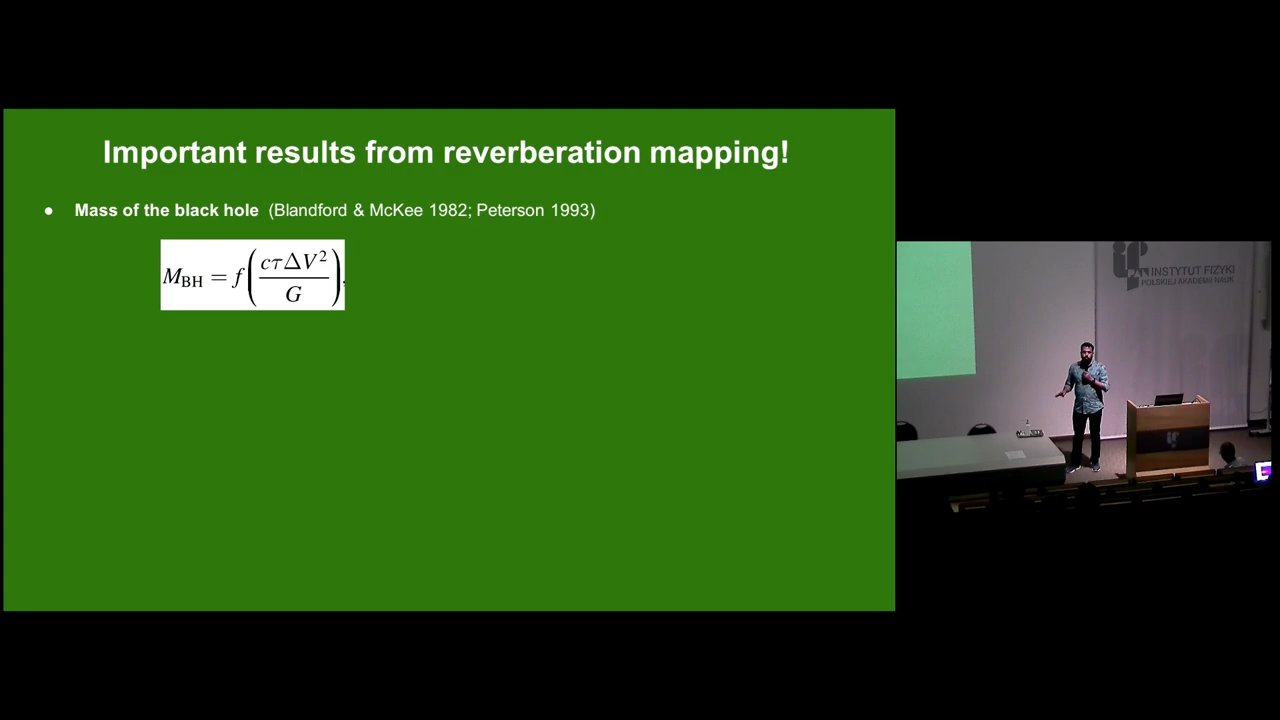 Important results from reverberation mapping!
● Mass of the black hole (Blandford & McKee 1982; Peterson 1993)
M_BH = f(cτΔV²/G),
INSTYTUT FIZYKI
POLSKIEJ AKADEMII NAUK